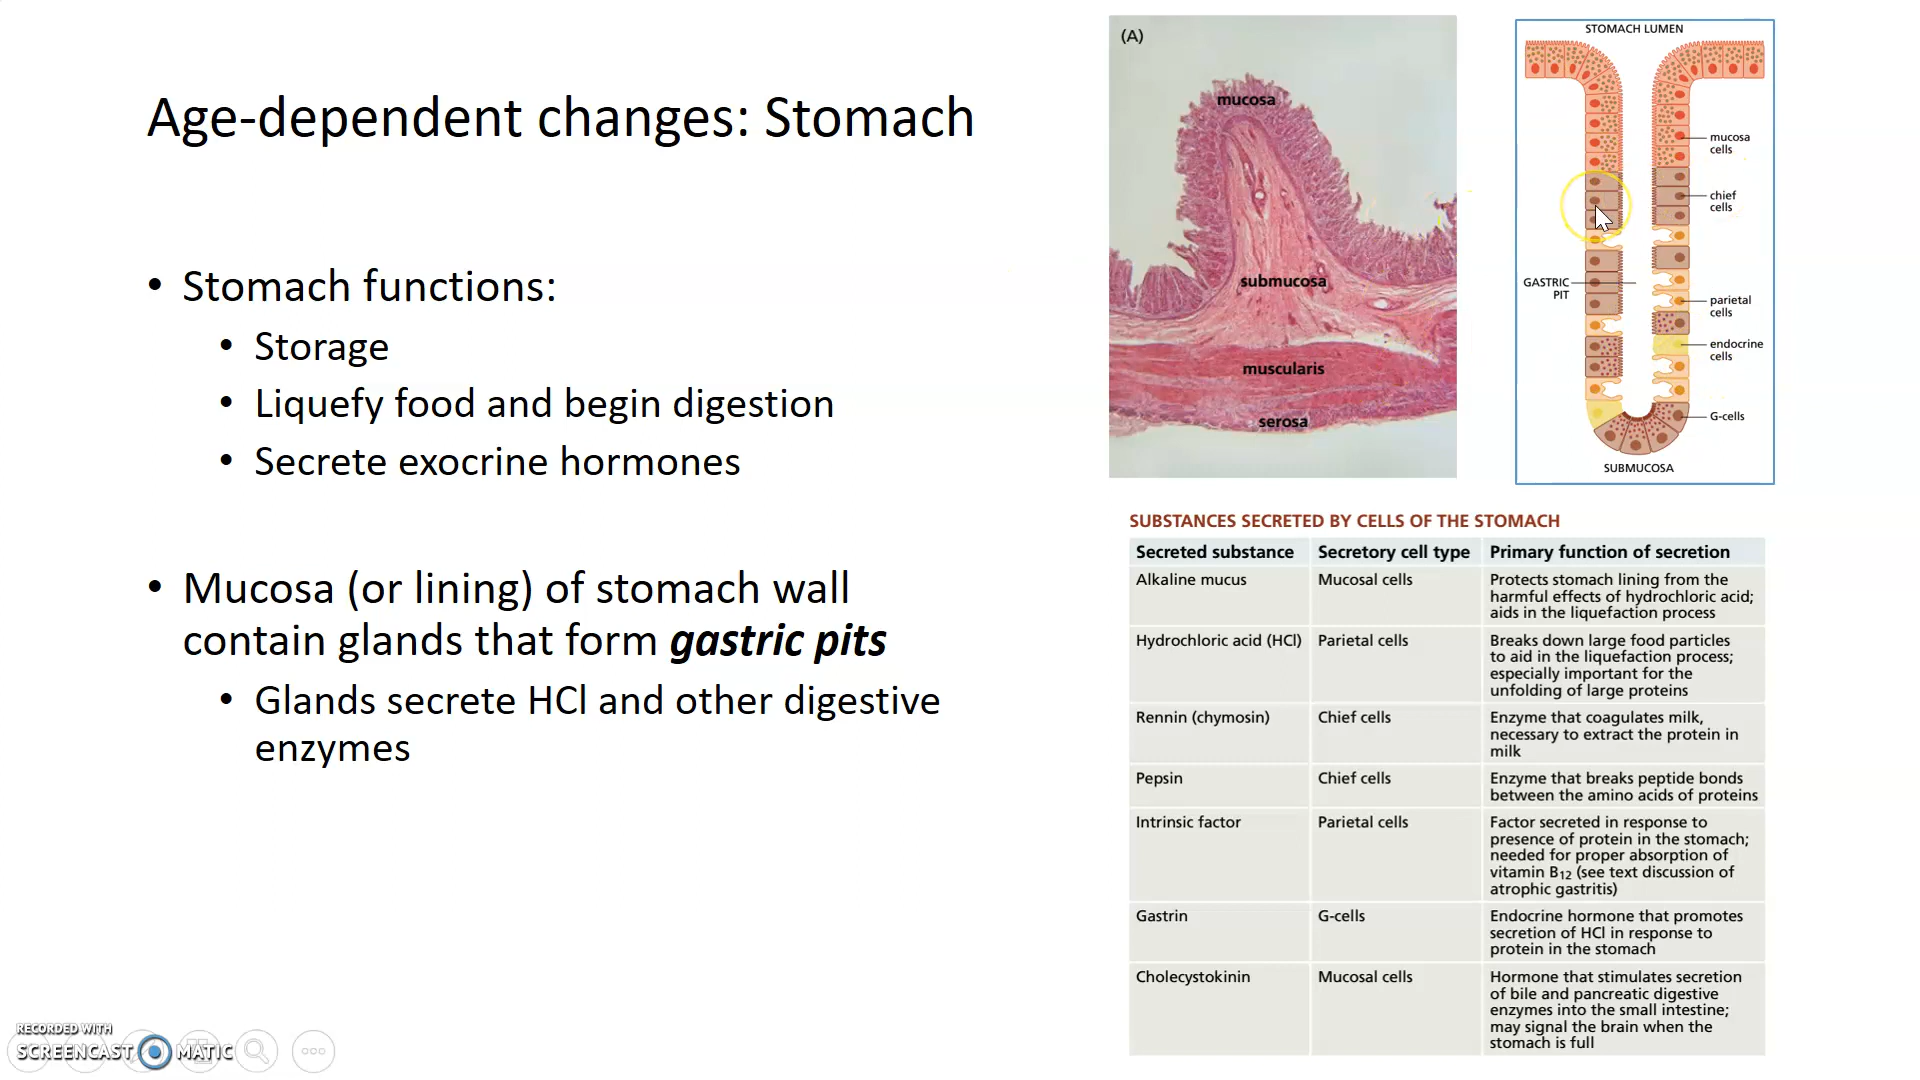 Age-dependent changes: Stomach
• Stomach functions:
• Storage
• Liquefy food and begin digestion
• Secrete exocrine hormones
• Mucosa (or lining) of stomach wall
contain glands that form gastric pits
• Glands secrete HCl and other digestive
enzymes
(A)
mucosa
submucosa
muscularis
serosa
STOMACH LUMEN
mucosa
cells
chief
cells
GASTRIC
PIT
parietal
cells
endocrine
cells
G-cells
SUBMUCOSA
SUBSTANCES SECRETED BY CELLS OF THE STOMACH
Secreted substance Secretory cell type Primary function of secretion
Alkaline mucus Mucosal cells Protects stomach lining from the
harmful effects of hydrochloric acid;
aids in the liquefaction process
Hydrochloric acid (HCl) Parietal cells Breaks down large food particles
to aid in the liquefaction process;
especially important for the
unfolding of large proteins
Rennin (chymosin) Chief cells Enzyme that coagulates milk,
necessary to extract the protein in
milk
Pepsin Chief cells Enzyme that breaks peptide bonds
between the amino acids of proteins
Intrinsic factor Parietal cells Factor secreted in response to
presence of protein in the stomach;
needed for proper absorption of
vitamin B12 (see text discussion of
atrophic gastritis)
Gastrin G-cells Endocrine hormone that promotes
secretion of HCl in response to
protein in the stomach
Cholecystokinin Mucosal cells Hormone that stimulates secretion
of bile and pancreatic digestive
enzymes into the small intestine;
may signal the brain when the
stomach is full
RECORDED WITH
SCREENCAST MATIC